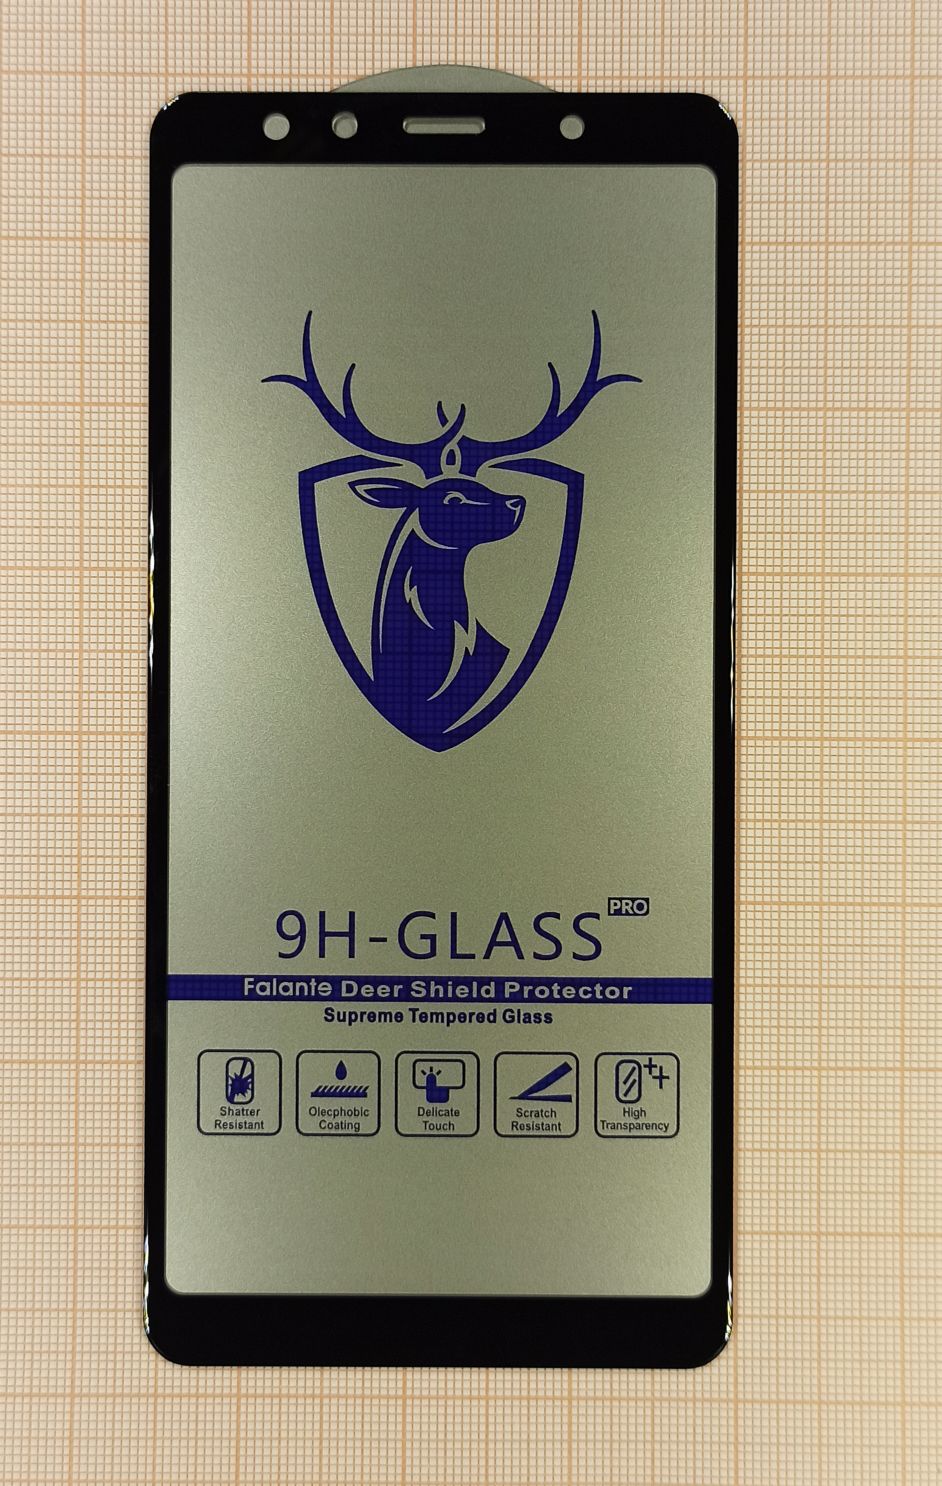 9H-GLASS PRO
Falante Deer Shield Protector
Supreme Tempered Glass
Shatter
Resistant
Olecphobic
Coating
Delicate
Touch
Scratch
Resistant
High
Transparency